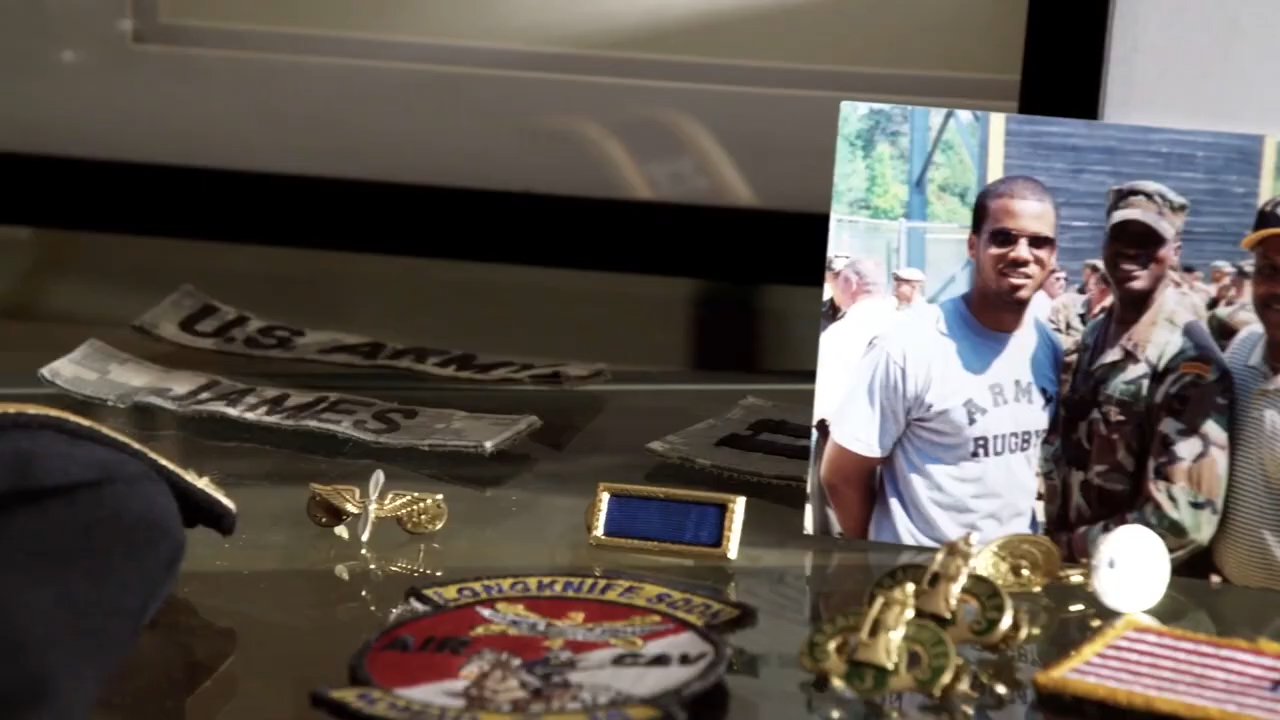 U.S. ARMY
JAMES
ARMY
RUGBY
LONGKNIFE SQDN
AIR CAV